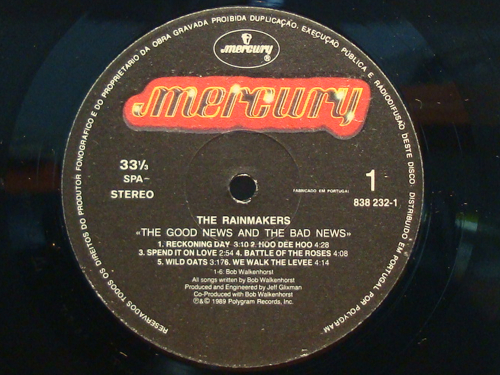 RESERVADOS TODOS OS DIREITOS DO PRODUTOR FONOGRAFICO E DO PROPRIETARIO DA OBRA GRAVADA PROIBIDA DUPLICAÇÃO, EXECUÇÃO PÚBLICA E RADIODIFUSÃO DESTE DISCO. DISTRIBUIDO EM PORTUGAL POR POLYGRAM
mercury
®
mercury
33⅓
SPA-
STEREO
FABRICADO EM PORTUGAL
1
838 232-1
THE RAINMAKERS
«THE GOOD NEWS AND THE BAD NEWS»
1. RECKONING DAY 3:10 2. HOO DEE HOO 4:28
3. SPEND IT ON LOVE 2:54 4. BATTLE OF THE ROSES 4:08
5. WILD OATS 3:17 6. WE WALK THE LEVEE 4:14
1-6: Bob Walkenhorst
All songs written by Bob Walkenhorst
Produced and Engineered by Jeff Glixman
Co-Produced with Bob Walkenhorst
℗&© 1989 Polygram Records, Inc.